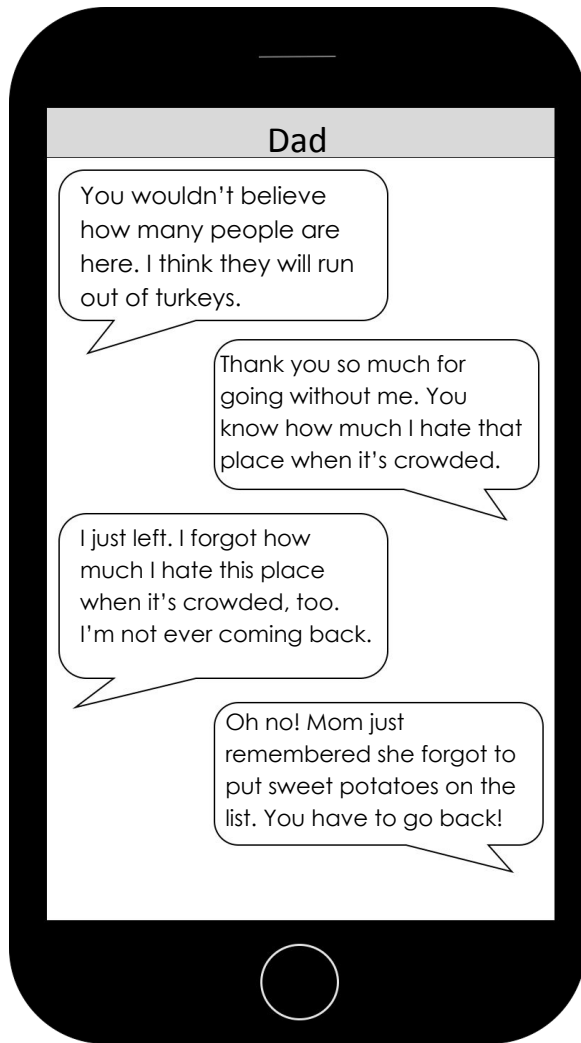 Dad
You wouldn’t believe
how many people are
here. I think they will run
out of turkeys.
Thank you so much for
going without me. You
know how much I hate that
place when it’s crowded.
I just left. I forgot how
much I hate this place
when it’s crowded, too.
I’m not ever coming back.
Oh no! Mom just
remembered she forgot to
put sweet potatoes on the
list. You have to go back!